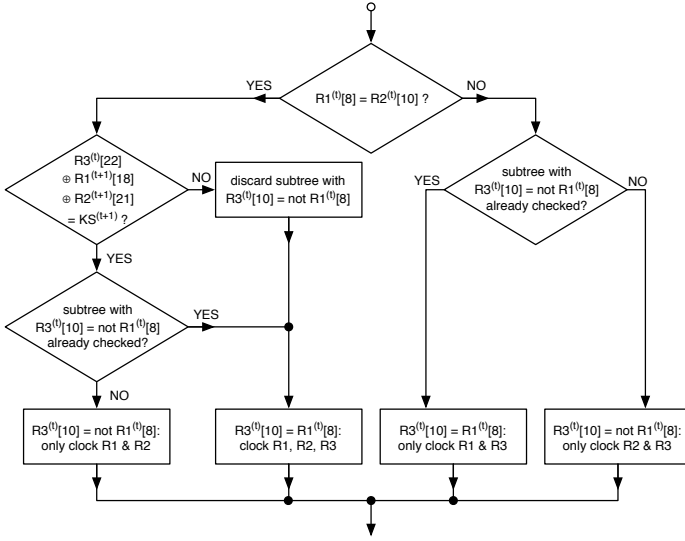 R1⁽ᵗ⁾[8] = R2⁽ᵗ⁾[10] ?
YES
NO
R3⁽ᵗ⁾[22]
⊕ R1⁽ᵗ⁺¹⁾[18]
⊕ R2⁽ᵗ⁺¹⁾[21]
= KS⁽ᵗ⁺¹⁾ ?
NO
discard subtree with
R3⁽ᵗ⁾[10] = not R1⁽ᵗ⁾[8]
YES
subtree with
R3⁽ᵗ⁾[10] = not R1⁽ᵗ⁾[8]
already checked?
NO
YES
subtree with
R3⁽ᵗ⁾[10] = not R1⁽ᵗ⁾[8]
already checked?
YES
NO
R3⁽ᵗ⁾[10] = not R1⁽ᵗ⁾[8]:
only clock R1 & R2
R3⁽ᵗ⁾[10] = R1⁽ᵗ⁾[8]:
clock R1, R2, R3
R3⁽ᵗ⁾[10] = R1⁽ᵗ⁾[8]:
only clock R1 & R3
R3⁽ᵗ⁾[10] = not R1⁽ᵗ⁾[8]:
only clock R2 & R3